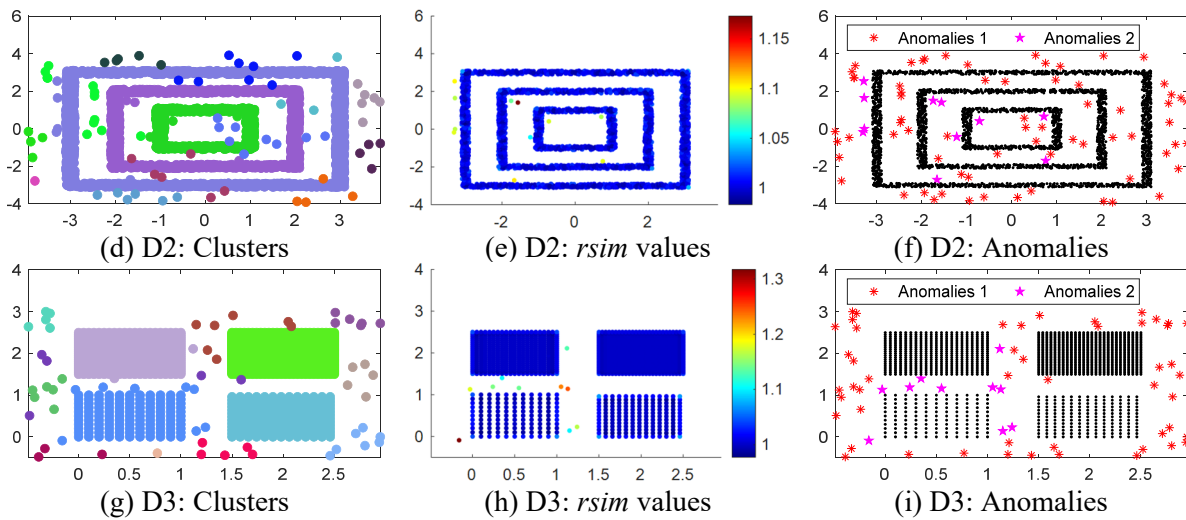 6
4
2
0
-2
-4
-3 -2 -1 0 1 2 3
(d) D2: Clusters
6
4
2
0
-2
-4
-2 0 2
1.15
1.1
1.05
1
(e) D2: rsim values
6
4
2
0
-2
-4
-3 -2 -1 0 1 2 3
Anomalies 1 Anomalies 2
(f) D2: Anomalies
4
3
2
1
0
0 0.5 1 1.5 2 2.5
(g) D3: Clusters
4
3
2
1
0
0 0.5 1 1.5 2 2.5
1.3
1.2
1.1
1
(h) D3: rsim values
4
3
2
1
0
0 0.5 1 1.5 2 2.5
Anomalies 1 Anomalies 2
(i) D3: Anomalies